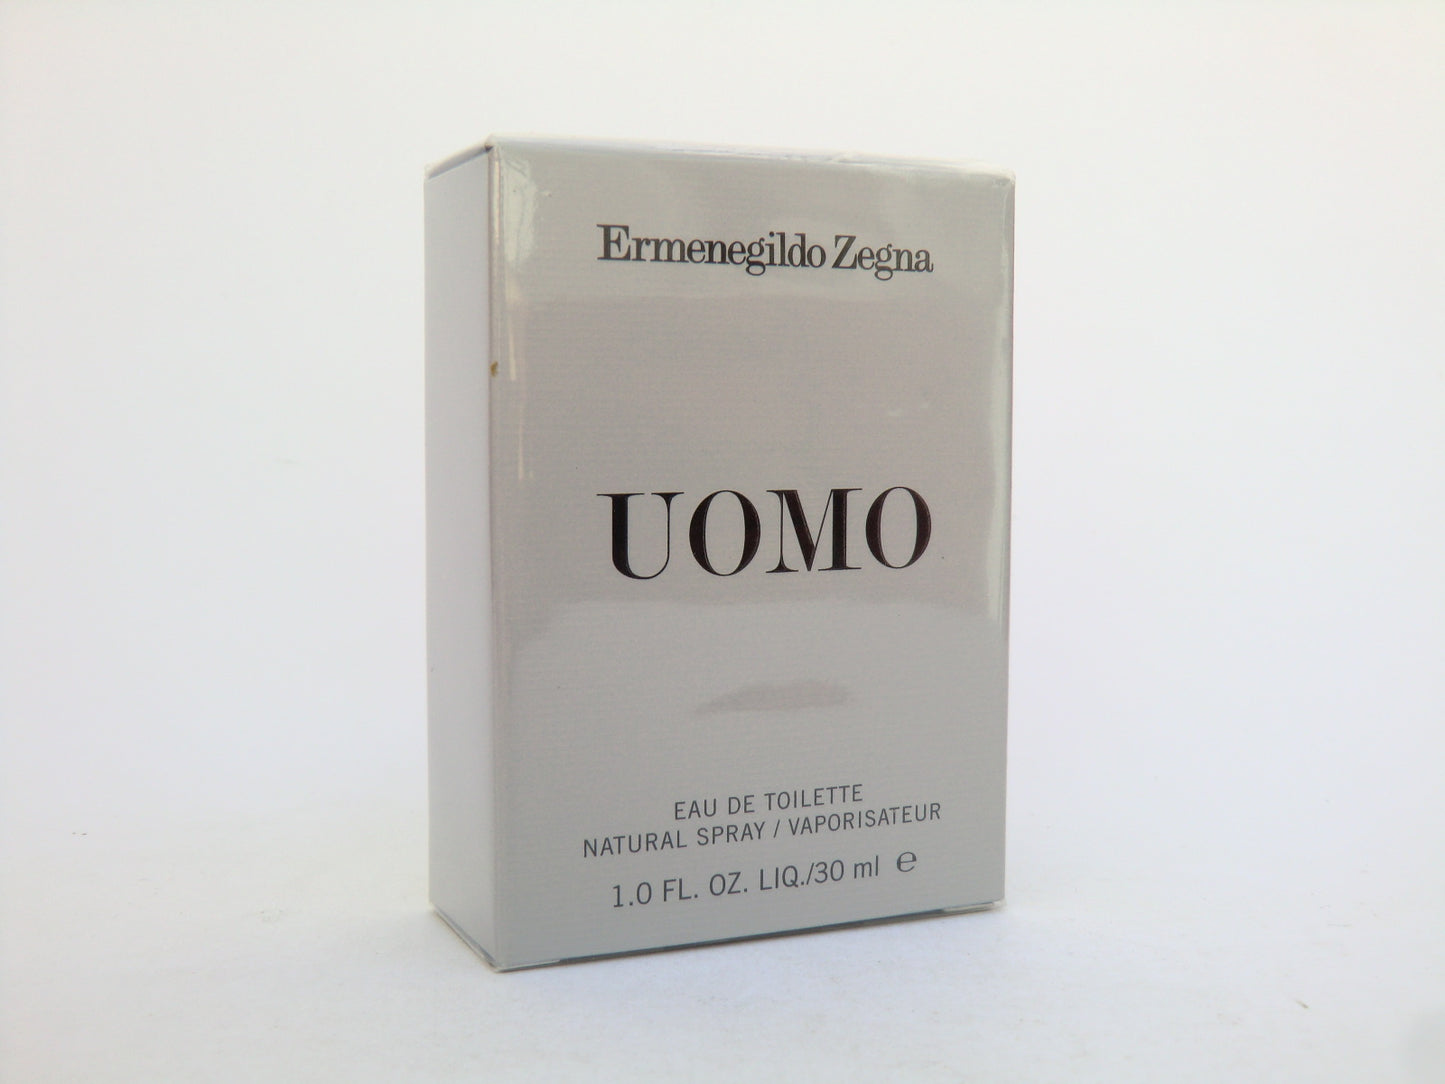 Ermenegildo Zegna
UOMO
EAU DE TOILETTE
NATURAL SPRAY / VAPORISATEUR
1.0 FL. OZ. LIQ./30 ml ℮